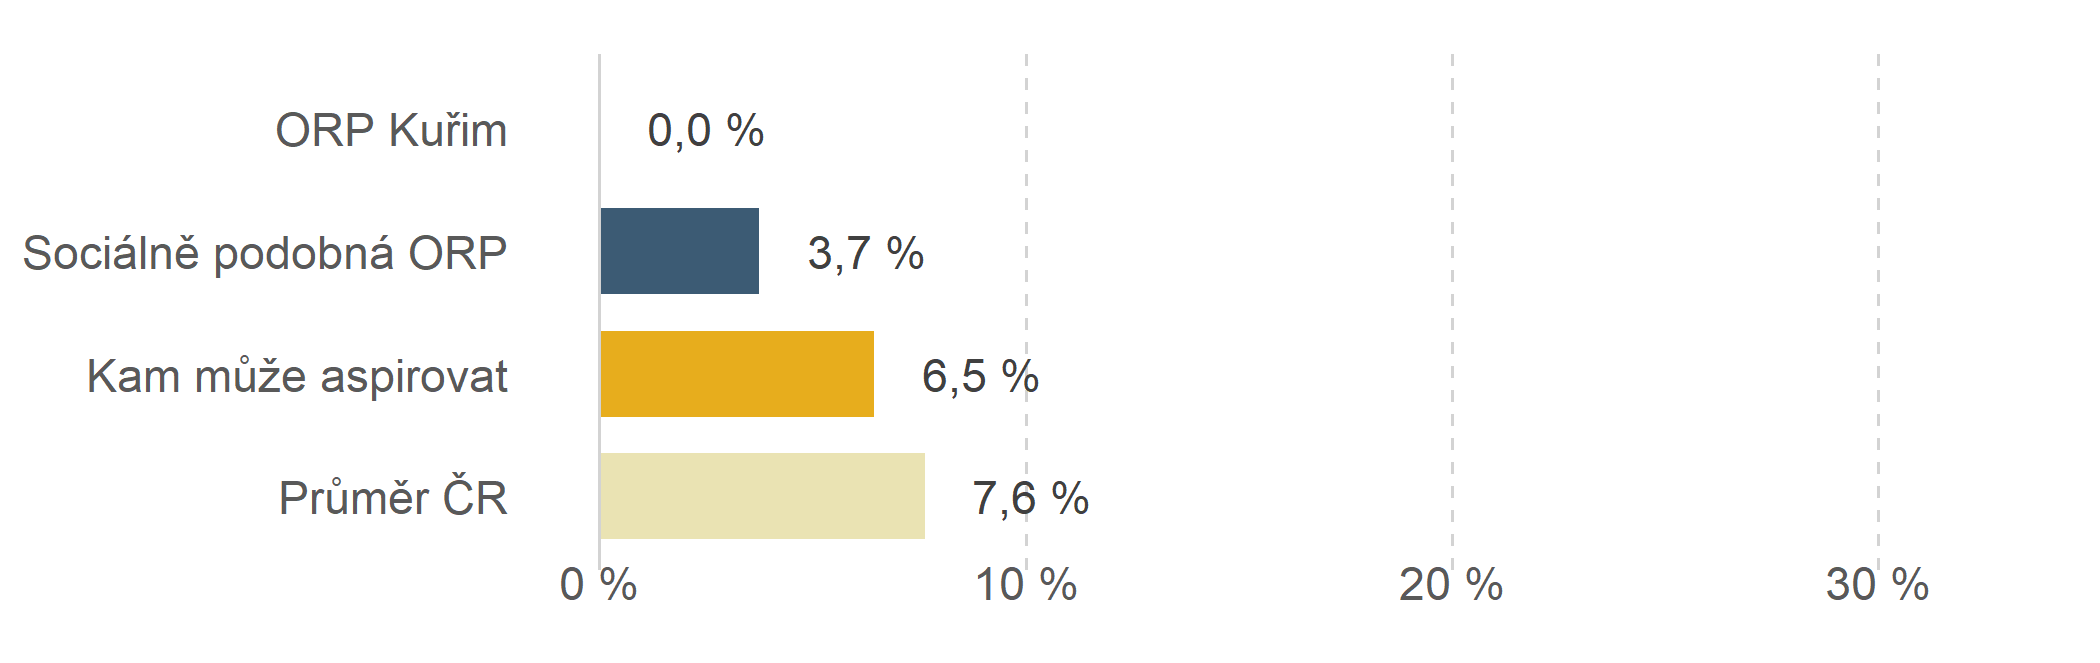 ORP Kuřim 0,0 %
Sociálně podobná ORP 3,7 %
Kam může aspirovat 6,5 %
Průměr ČR 7,6 %
0 % 10 % 20 % 30 %